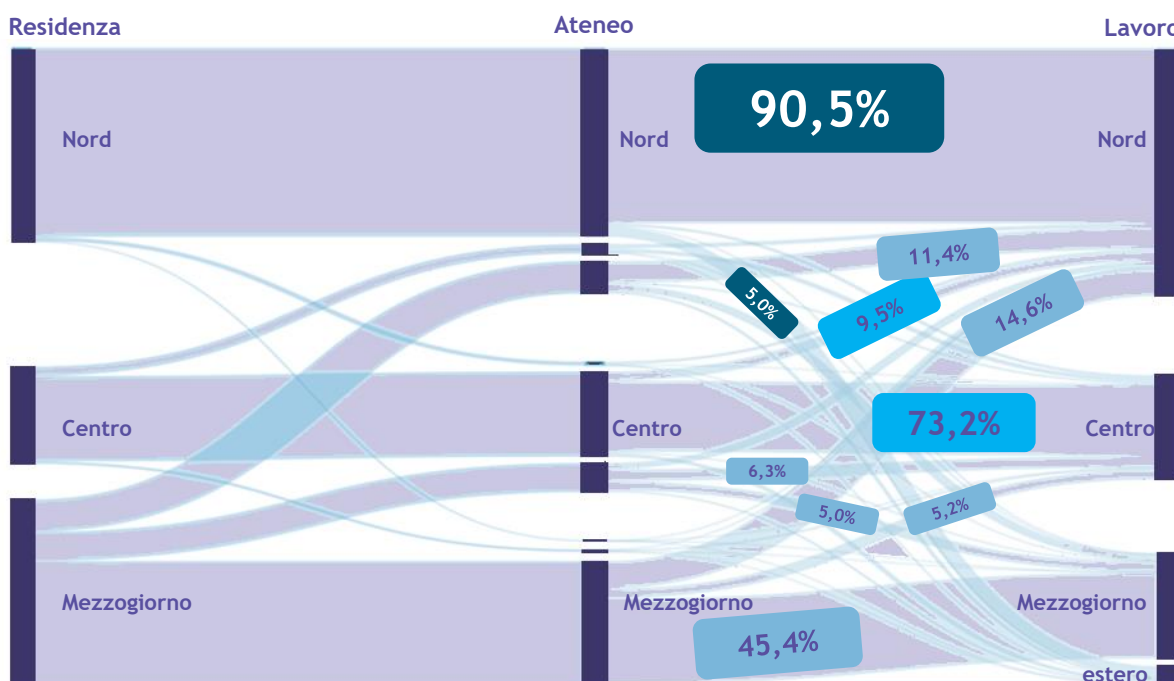 Residenza
Ateneo
Lavoro
90,5%
Nord
Nord
Nord
11,4%
5,0%
9,5%
14,6%
Centro
Centro
73,2%
Centro
6,3%
5,0%
5,2%
Mezzogiorno
Mezzogiorno
Mezzogiorno
45,4%
estero